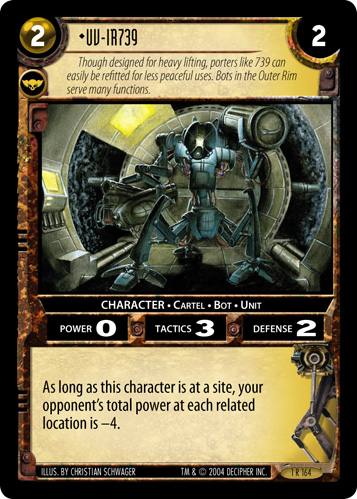 2
•UV-1R739
2
Though designed for heavy lifting, porters like 739 can
easily be refitted for less peaceful uses. Bots in the Outer Rim
serve many functions.
CHARACTER • CARTEL • BOT • UNIT
POWER 0 TACTICS 3 DEFENSE 2
As long as this character is at a site, your
opponent's total power at each related
location is –4.
ILLUS. BY CHRISTIAN SCHWAGER TM & © 2004 DECIPHER INC. 1 R 164